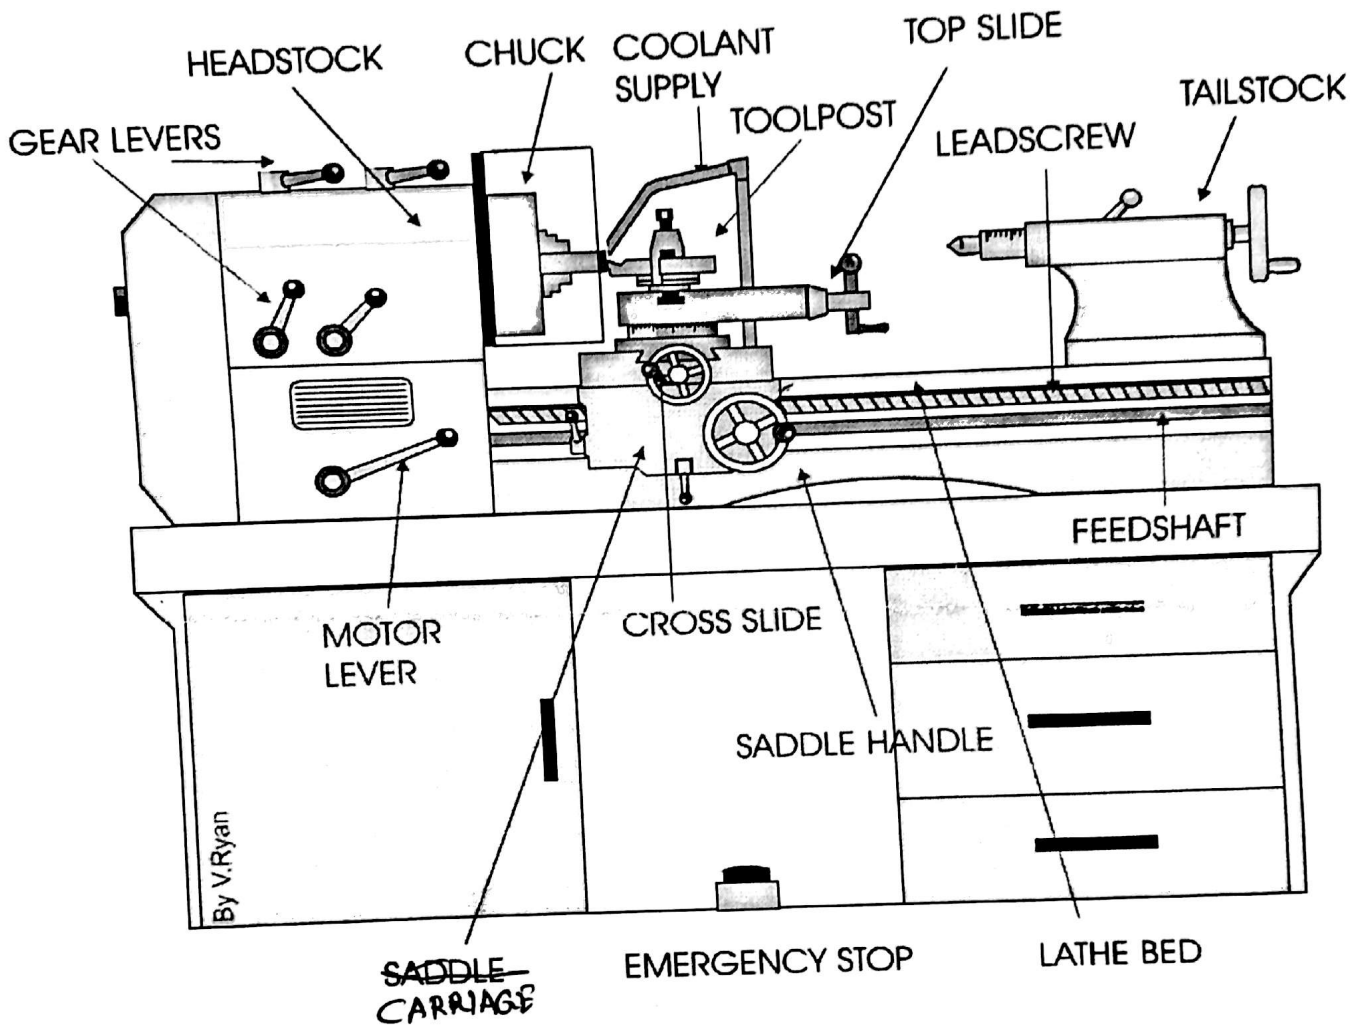 HEADSTOCK
CHUCK
COOLANT
SUPPLY
TOP SLIDE
TAILSTOCK
GEAR LEVERS
TOOLPOST
LEADSCREW
FEEDSHAFT
MOTOR
LEVER
CROSS SLIDE
SADDLE HANDLE
By V.Ryan
SADDLE
CARRIAGE
EMERGENCY STOP
LATHE BED